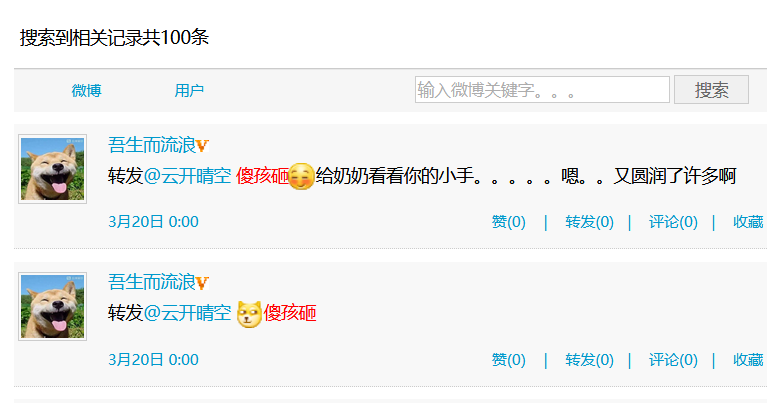 搜索到相关记录共100条
微博 用户 输入微博关键字。。。 搜索
吾生而流浪V
转发@云开晴空 傻孩砸给奶奶看看你的小手。。。。。嗯。。又圆润了许多啊
3月20日 0:00 赞(0) | 转发(0) | 评论(0) | 收藏
吾生而流浪V
转发@云开晴空 傻孩砸
3月20日 0:00 赞(0) | 转发(0) | 评论(0) | 收藏